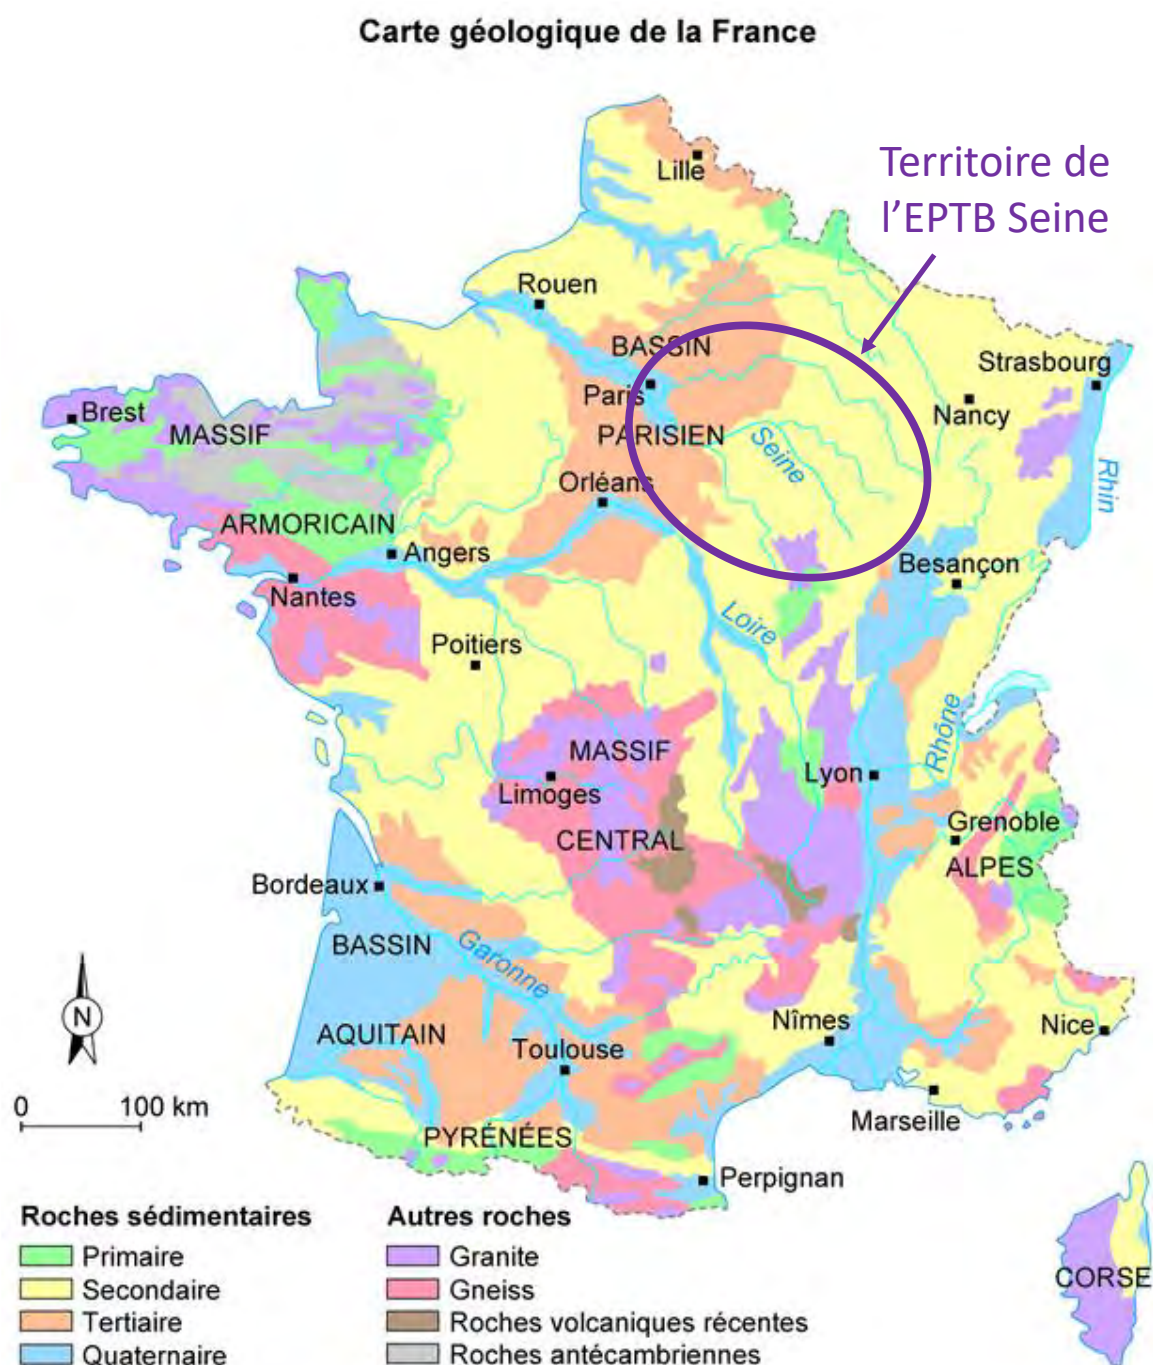 Carte géologique de la France
Territoire de
l’EPTB Seine
Lille
Rouen
BASSIN
Strasbourg
Paris
Nancy
Brest
MASSIF
PARISIEN
Seine
Rhin
Orléans
ARMORICAIN
Angers
Besançon
Nantes
Loire
Poitiers
Rhône
MASSIF
Lyon
Limoges
CENTRAL
Grenoble
ALPES
Bordeaux
BASSIN
Garonne
N
AQUITAIN
Toulouse
Nîmes
Nice
0 100 km
PYRÉNÉES
Marseille
Perpignan
CORSE
Roches sédimentaires
Primaire
Secondaire
Tertiaire
Quaternaire
Autres roches
Granite
Gneiss
Roches volcaniques récentes
Roches antécambriennes